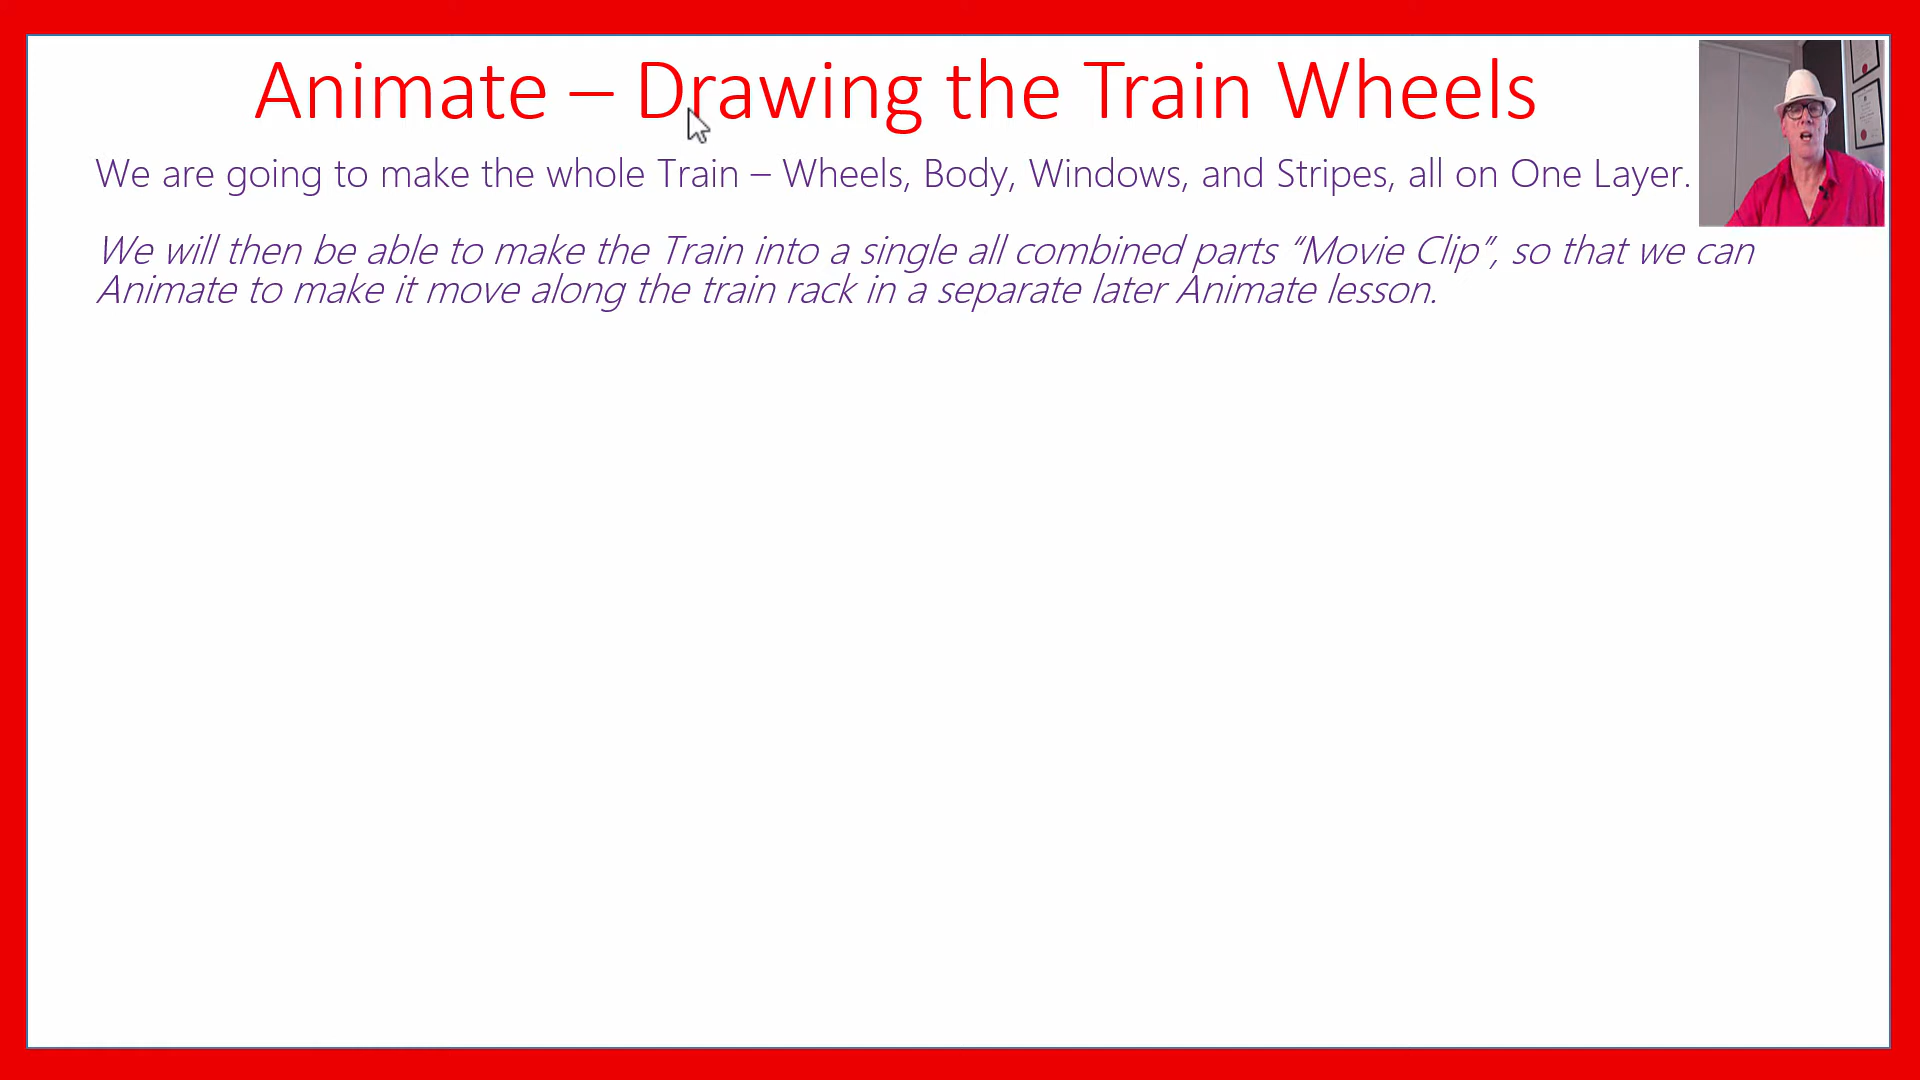 Animate – Drawing the Train Wheels
We are going to make the whole Train – Wheels, Body, Windows, and Stripes, all on One Layer.
We will then be able to make the Train into a single all combined parts “Movie Clip”, so that we can
Animate to make it move along the train rack in a separate later Animate lesson.